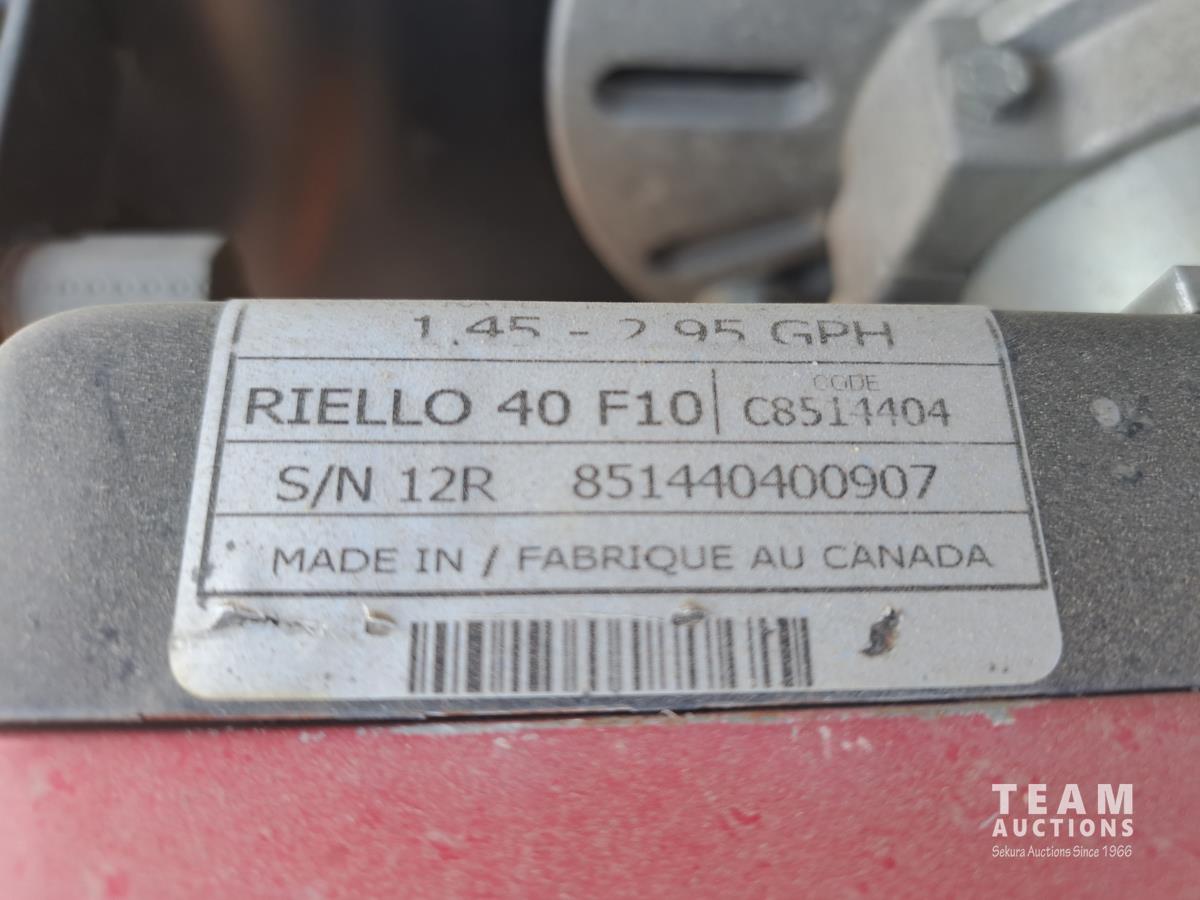 1.45 - 2.95 GPH
RIELLO 40 F10
CODE
C8514404
S/N 12R 851440400907
MADE IN / FABRIQUE AU CANADA
TEAM
AUCTIONS
Sekura Auctions Since 1966